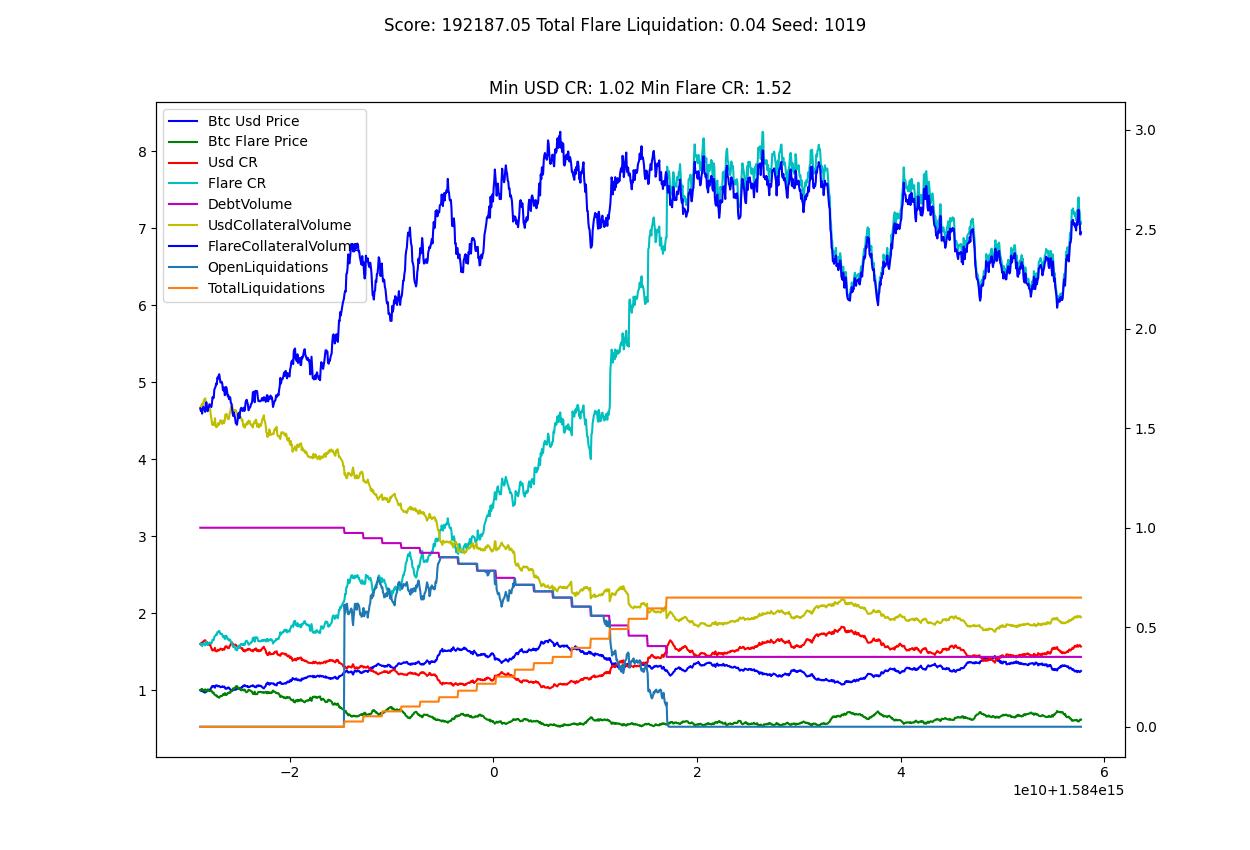 Score: 192187.05 Total Flare Liquidation: 0.04 Seed: 1019
Min USD CR: 1.02 Min Flare CR: 1.52
Btc Usd Price
Btc Flare Price
Usd CR
Flare CR
DebtVolume
UsdCollateralVolume
FlareCollateralVolume
OpenLiquidations
TotalLiquidations
8
7
6
5
4
3
2
1
3.0
2.5
2.0
1.5
1.0
0.5
0.0
−2 0 2 4 6
1e10+1.584e15